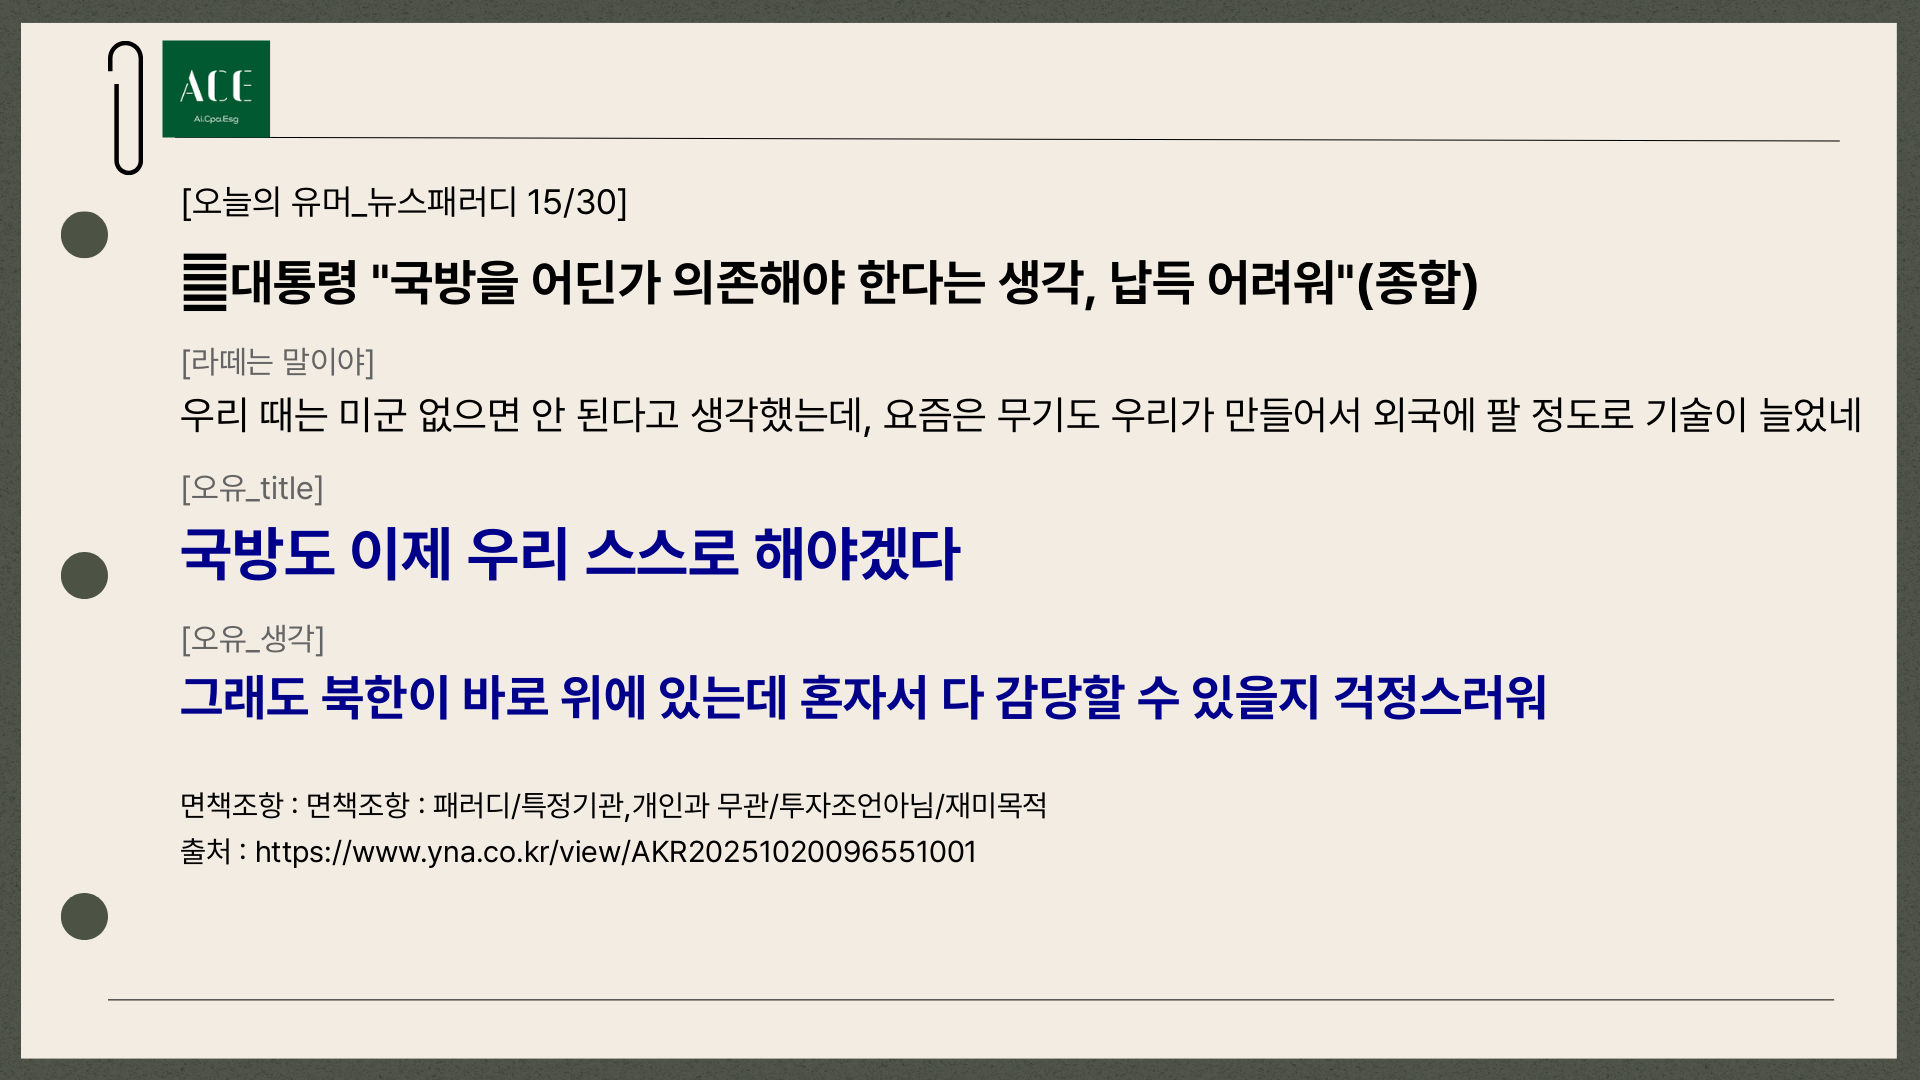 ACE
Ai.Cpa.Esg
[오늘의 유머_뉴스패러디 15/30]
대통령 "국방을 어딘가 의존해야 한다는 생각, 납득 어려워"(종합)
[라떼는 말이야]
우리 때는 미군 없으면 안 된다고 생각했는데, 요즘은 무기도 우리가 만들어서 외국에 팔 정도로 기술이 늘었네
[오유_title]
국방도 이제 우리 스스로 해야겠다
[오유_생각]
그래도 북한이 바로 위에 있는데 혼자서 다 감당할 수 있을지 걱정스러워
면책조항 : 면책조항 : 패러디/특정기관,개인과 무관/투자조언아님/재미목적
출처 : https://www.yna.co.kr/view/AKR20251020096551001